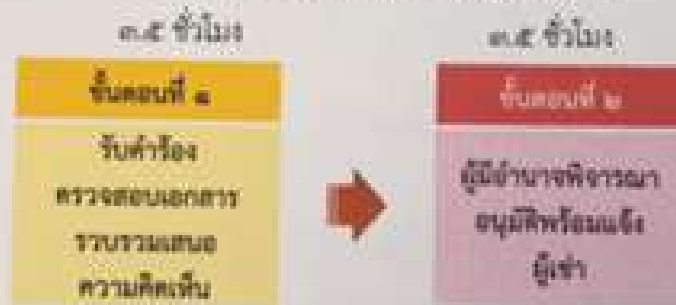 ๓.๕ ชั่วโมง
ขั้นตอนที่ ๑
รับคำร้อง
ตรวจสอบเอกสาร
รวบรวมเสนอ
ความคิดเห็น
๓.๕ ชั่วโมง
ขั้นตอนที่ ๒
ผู้มีอำนาจพิจารณา
อนุมัติพร้อมแจ้ง
ผู้เช่า